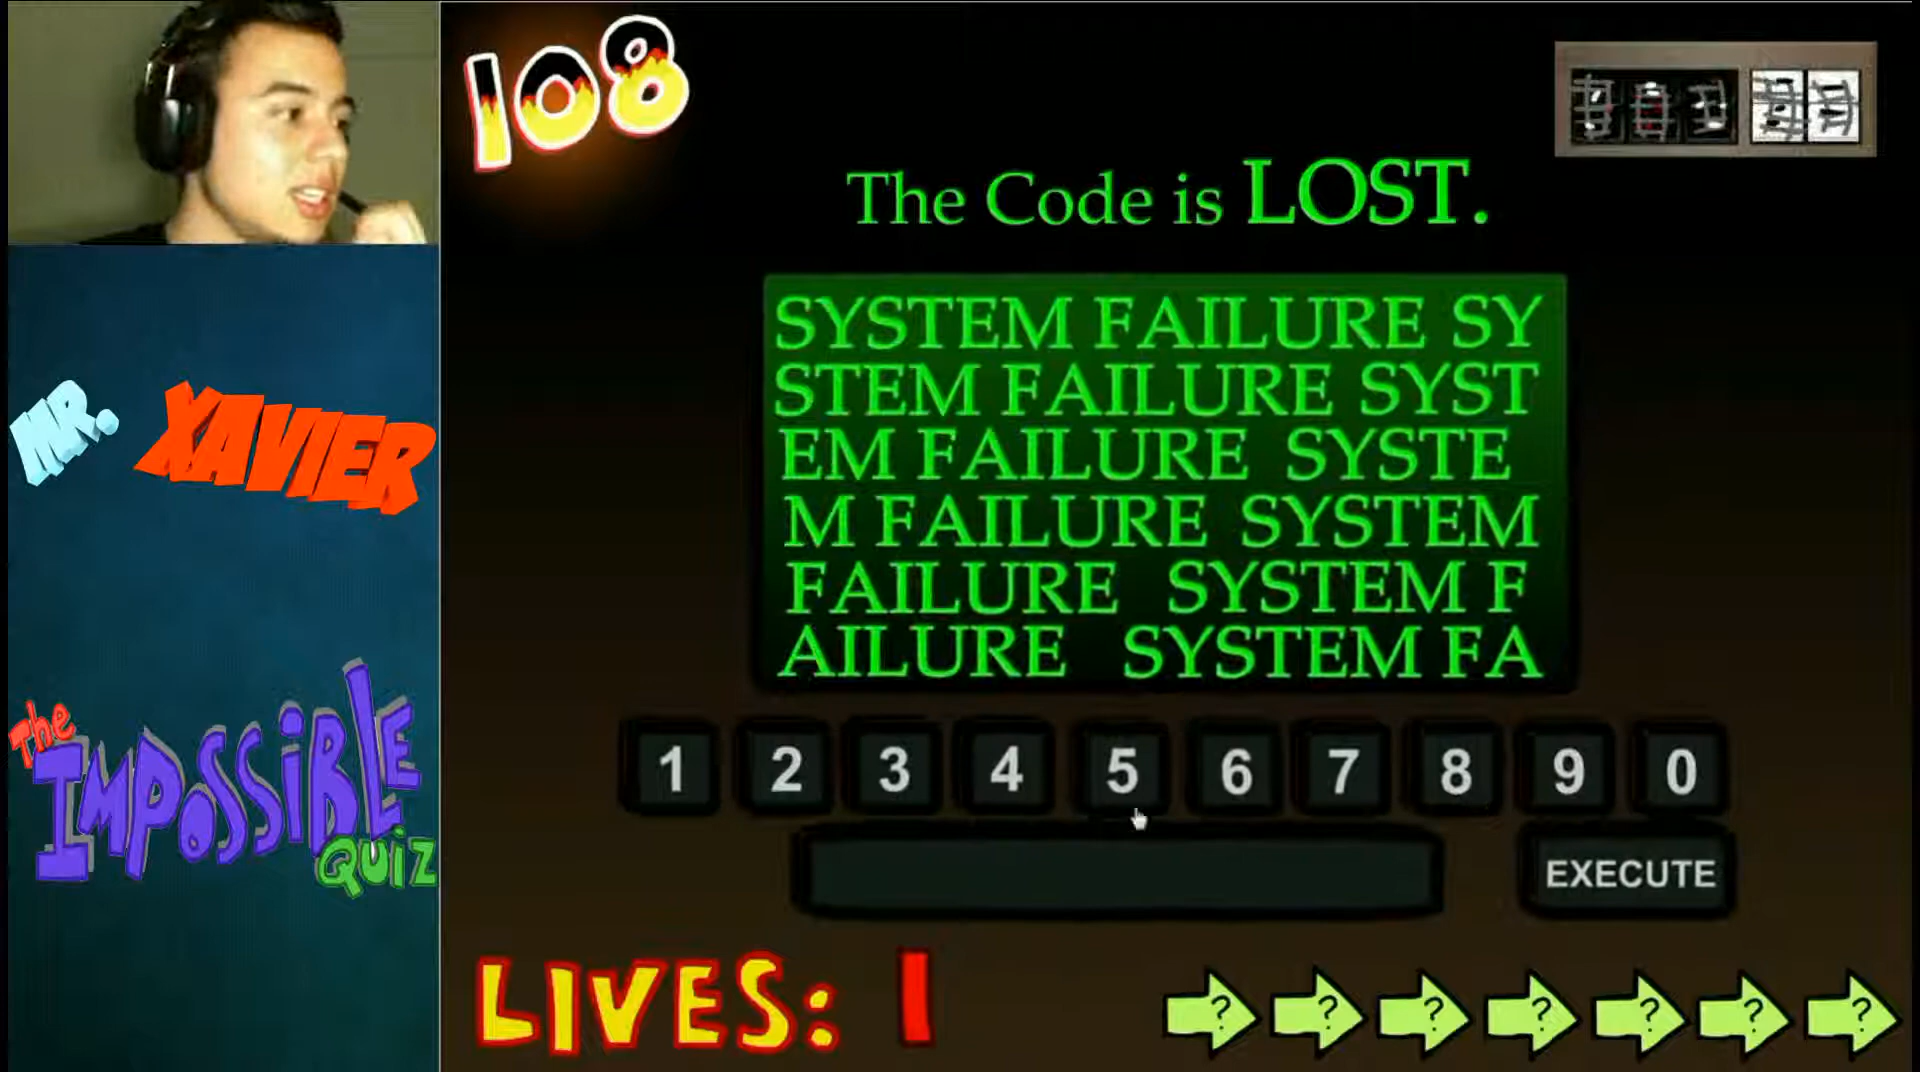 108
The Code is LOST.
SYSTEM FAILURE SY
STEM FAILURE SYST
EM FAILURE SYSTE
M FAILURE SYSTEM
FAILURE SYSTEM F
AILURE SYSTEM FA
1 2 3 4 5 6 7 8 9 0
EXECUTE
LIVES: 1
? ? ? ? ? ? ?
MR. XAVIER
The
IMPOSSIBLE
QUIZ